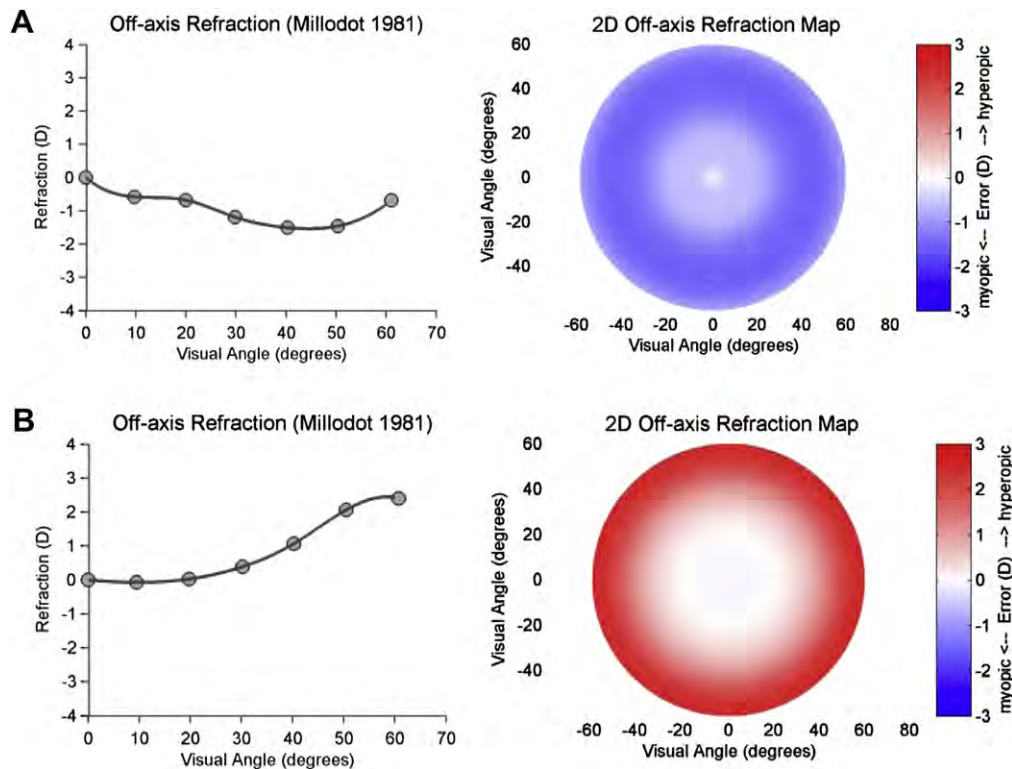 A
Off-axis Refraction (Millodot 1981)
4
3
2
1
0
-1
-2
-3
-4
Refraction (D)
0 10 20 30 40 50 60 70
Visual Angle (degrees)
2D Off-axis Refraction Map
60
40
20
0
-20
-40
Visual Angle (degrees)
-60 -40 -20 0 20 40 60 80
Visual Angle (degrees)
3
2
1
0
-1
-2
-3
myopic <-- Error (D) --> hyperopic
B
Off-axis Refraction (Millodot 1981)
4
3
2
1
0
-1
-2
-3
-4
Refraction (D)
0 10 20 30 40 50 60 70
Visual Angle (degrees)
2D Off-axis Refraction Map
60
40
20
0
-20
-40
Visual Angle (degrees)
-60 -40 -20 0 20 40 60 80
Visual Angle (degrees)
3
2
1
0
-1
-2
-3
myopic <-- Error (D) --> hyperopic